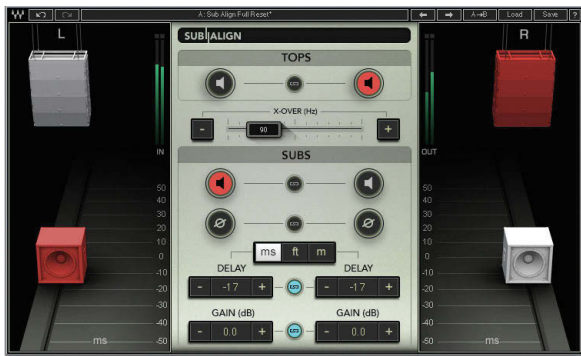 A: Sub Align Full Reset*
A→B
Load
Save
?
L
SUB ALIGN
R
TOPS
X-OVER (Hz)
-
90
+
IN
OUT
SUBS
50
40
30
20
10
0
-10
-20
-30
-40
-50
ms
50
40
30
20
10
0
-10
-20
-30
-40
-50
ms
ms ft m
DELAY DELAY
- -17 + - -17 +
GAIN (dB) GAIN (dB)
- 0.0 + - 0.0 +